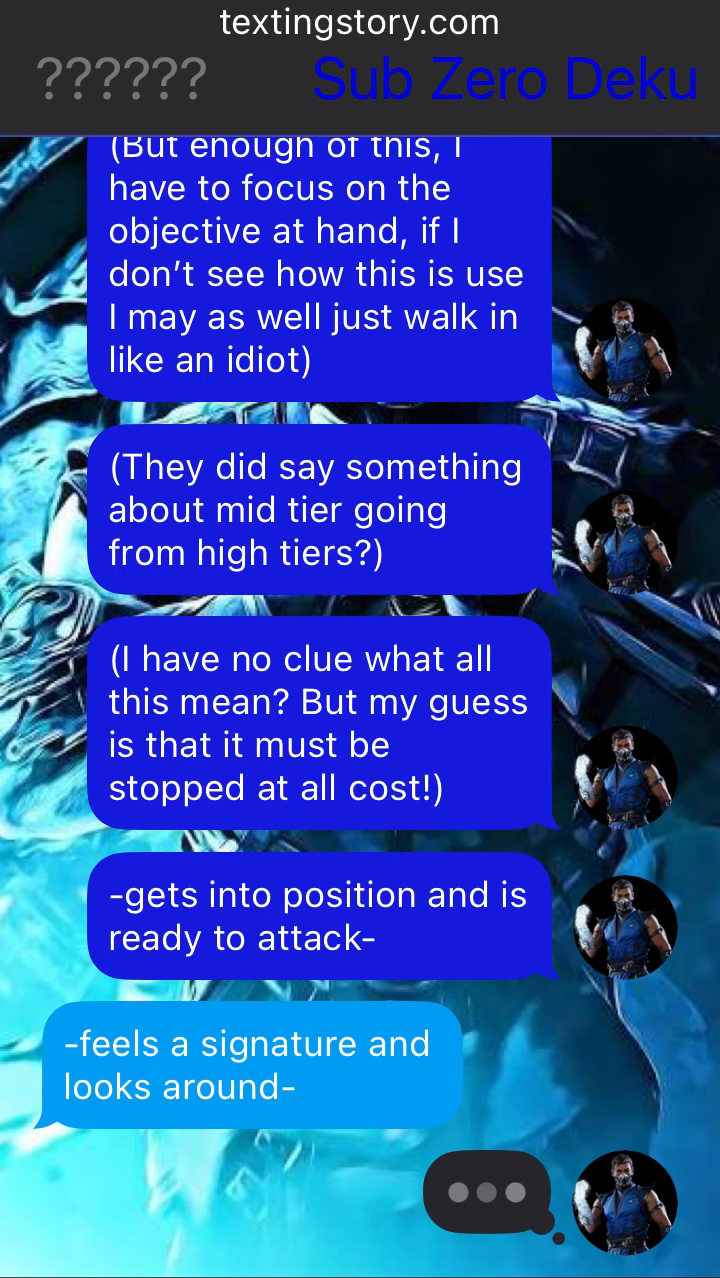 textingstory.com
?????? Sub Zero Deku
(But enough of this, I
have to focus on the
objective at hand, if I
don’t see how this is use
I may as well just walk in
like an idiot)
(They did say something
about mid tier going
from high tiers?)
(I have no clue what all
this mean? But my guess
is that it must be
stopped at all cost!)
-gets into position and is
ready to attack-
-feels a signature and
looks around-